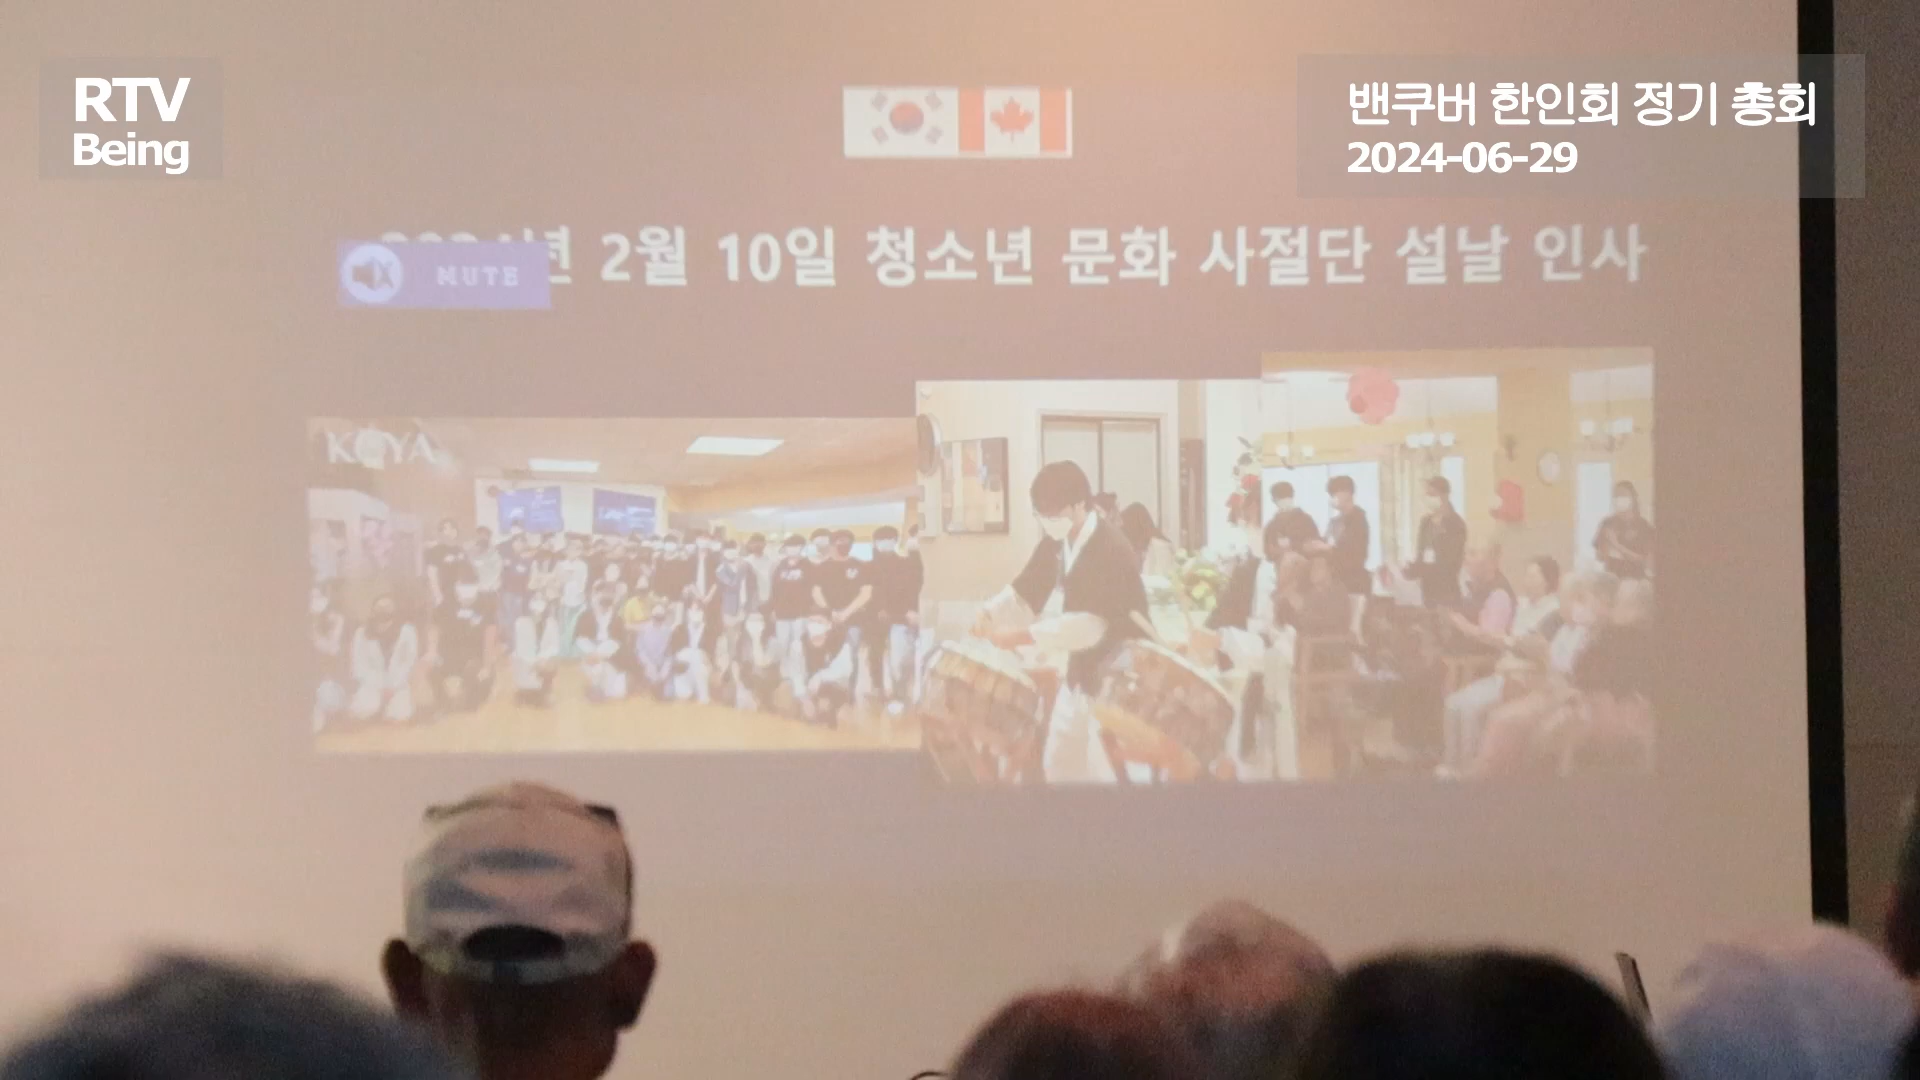 RTV
Being
밴쿠버 한인회 정기 총회
2024-06-29
2월 10일 청소년 문화 사절단 설날 인사
MUTE
KOYA